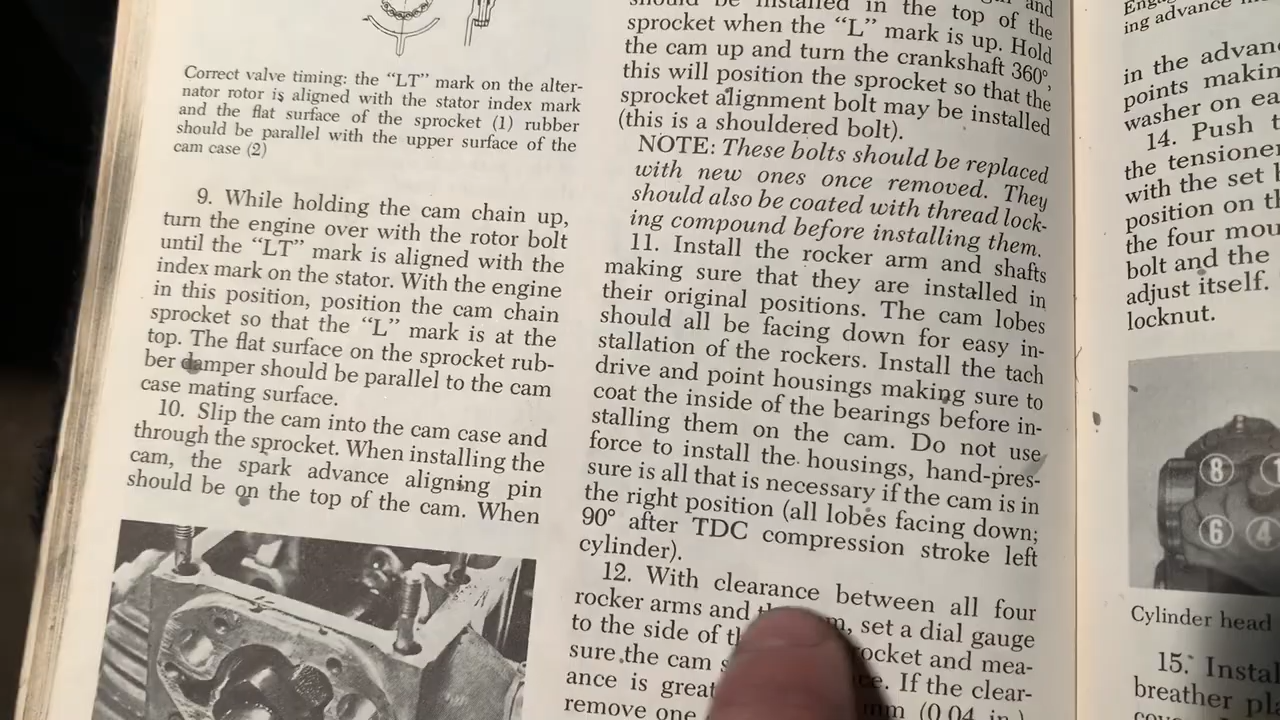 Correct valve timing: the “LT” mark on the alter-
nator rotor is aligned with the stator index mark
and the flat surface of the sprocket (1) rubber
should be parallel with the upper surface of the
cam case (2)
9. While holding the cam chain up,
turn the engine over with the rotor bolt
until the “LT” mark is aligned with the
index mark on the stator. With the engine
in this position, position the cam chain
sprocket so that the “L” mark is at the
top. The flat surface on the sprocket rub-
ber damper should be parallel to the cam
case mating surface.
10. Slip the cam into the cam case and
through the sprocket. When installing the
cam, the spark advance aligning pin
should be on the top of the cam. When
and
should be installed in the top of the
sprocket when the “L” mark is up. Hold
the cam up and turn the crankshaft 360°,
this will position the sprocket so that the
sprocket alignment bolt may be installed
(this is a shouldered bolt).
NOTE: These bolts should be replaced
with new ones once removed. They
should also be coated with thread lock-
ing compound before installing them.
11. Install the rocker arm and shafts
making sure that they are installed in
their original positions. The cam lobes
should all be facing down for easy in-
stallation of the rockers. Install the tach
drive and point housings making sure to
coat the inside of the bearings before in-
stalling them on the cam. Do not use
force to install the housings, hand-pres-
sure is all that is necessary if the cam is in
the right position (all lobes facing down;
90° after TDC compression stroke left
cylinder).
12. With clearance between all four
rocker arms and set a dial gauge
to the side of rocket and mea-
sure the cam If the clear-
ance is great mm (0.04 in.)
remove one
ing advance
in the advan
points makin
washer on ea
14. Push t
the tensioner
with the set b
position on th
the four mou
bolt and the
adjust itself.
locknut.
8
6 4
Cylinder head
15. Instal
breather pla